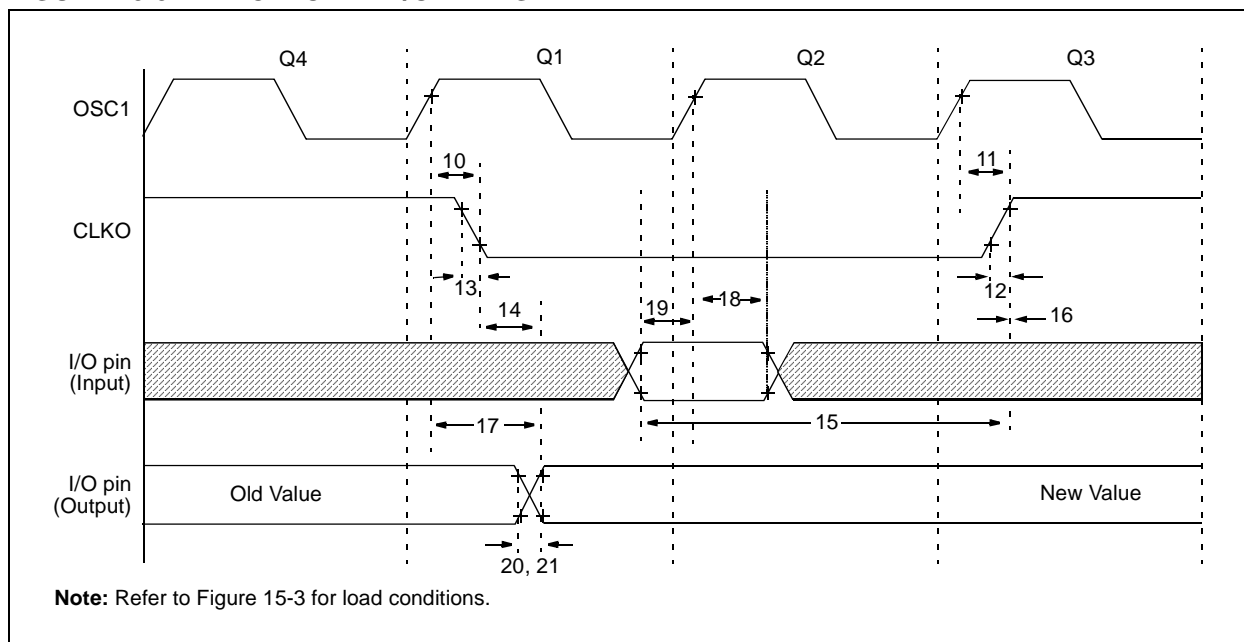 Q4 Q1 Q2 Q3
OSC1
10 11
CLKO
13 12
14 19 18 16
I/O pin
(Input)
17 15
I/O pin
(Output)
Old Value New Value
20, 21
Note: Refer to Figure 15-3 for load conditions.